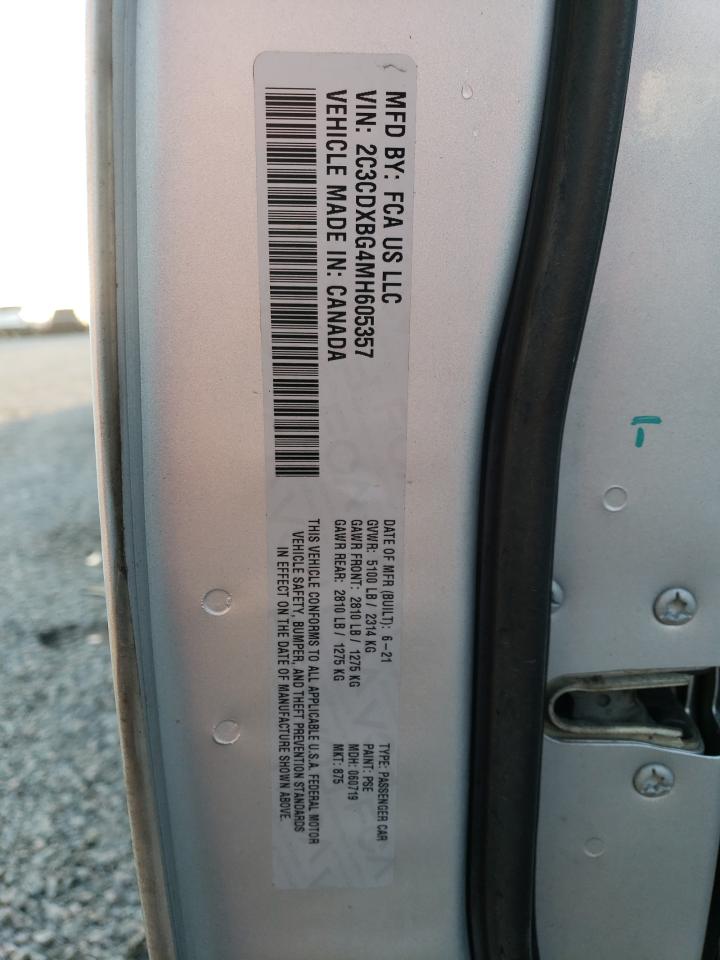 MFD BY: FCA US LLC
VIN: 2C3CDXBG4MH605357
VEHICLE MADE IN: CANADA
DATE OF MFR (BUILT): 6-21
GVWR: 5100 LB / 2314 KG
GAWR FRONT: 2810 LB / 1275 KG
GAWR REAR: 2810 LB / 1275 KG
TYPE: PASSENGER CAR
PAINT: PSE
MDH: 060719
MKT: 875
THIS VEHICLE CONFORMS TO ALL APPLICABLE U.S.A. FEDERAL MOTOR
VEHICLE SAFETY, BUMPER, AND THEFT PREVENTION STANDARDS
IN EFFECT ON THE DATE OF MANUFACTURE SHOWN ABOVE.